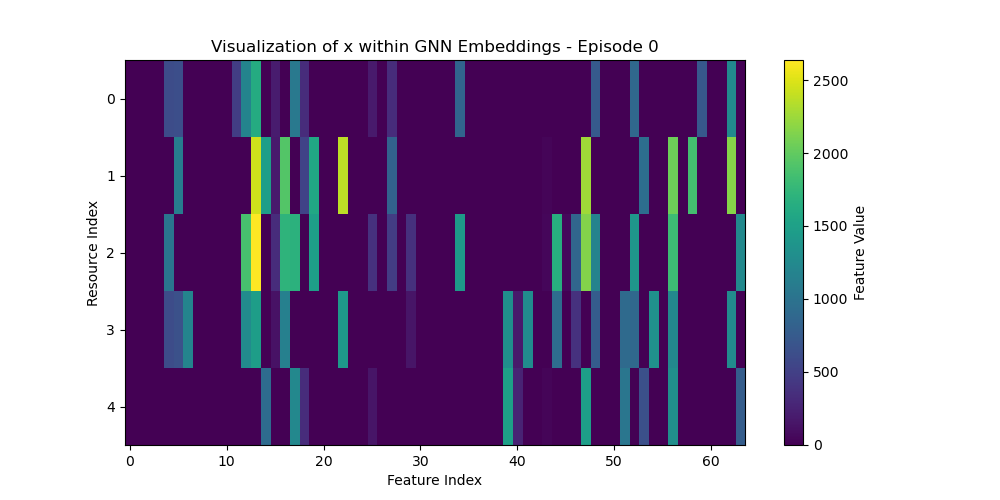 Visualization of x within GNN Embeddings - Episode 0
Resource Index
0
1
2
3
4
0 10 20 30 40 50 60
Feature Index
2500
2000
1500
1000
500
0
Feature Value